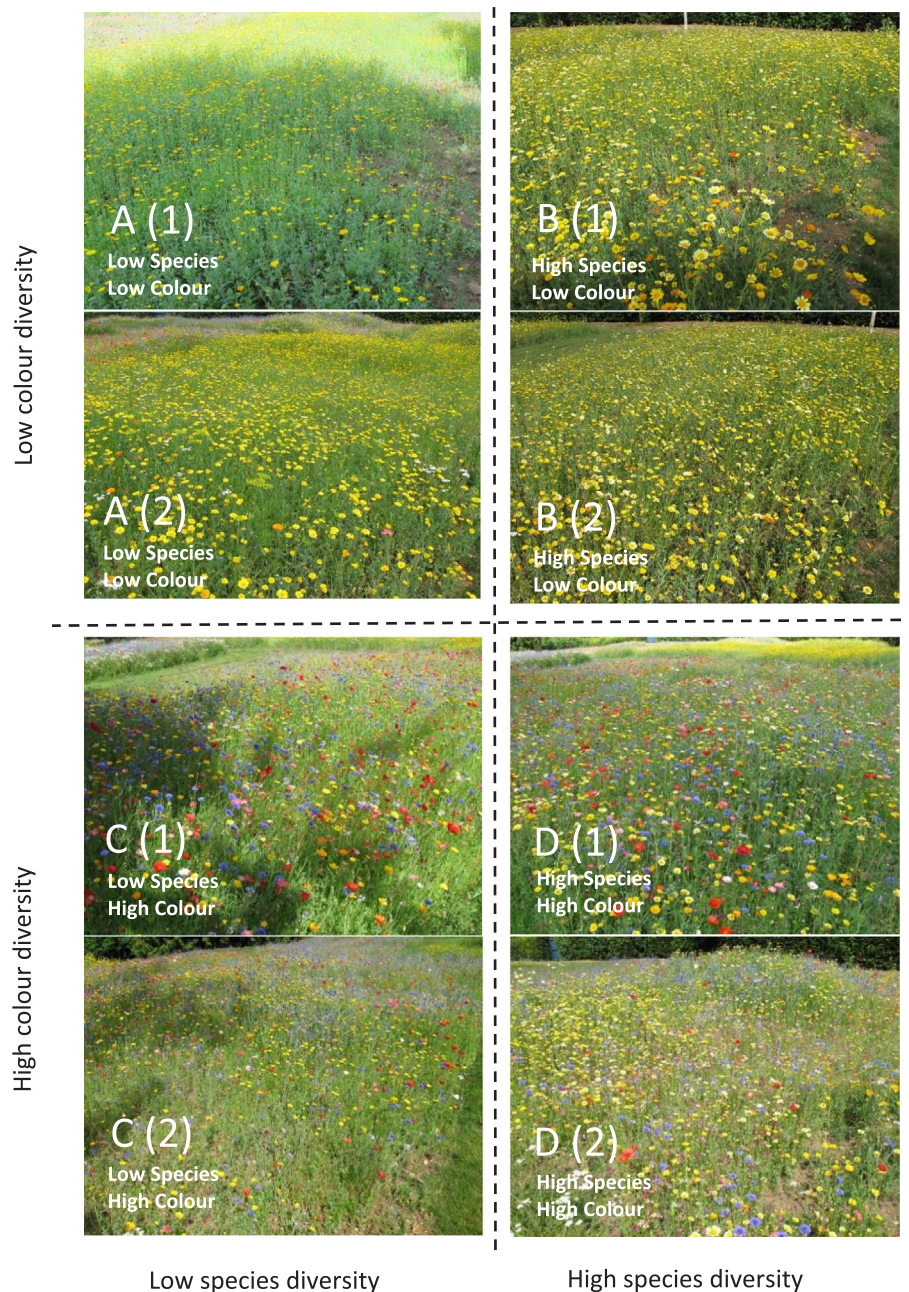 A (1)
Low Species
Low Colour
B (1)
High Species
Low Colour
Low colour diversity
A (2)
Low Species
Low Colour
B (2)
High Species
Low Colour
C (1)
Low Species
High Colour
D (1)
High Species
High Colour
High colour diversity
C (2)
Low Species
High Colour
D (2)
High Species
High Colour
Low species diversity
High species diversity